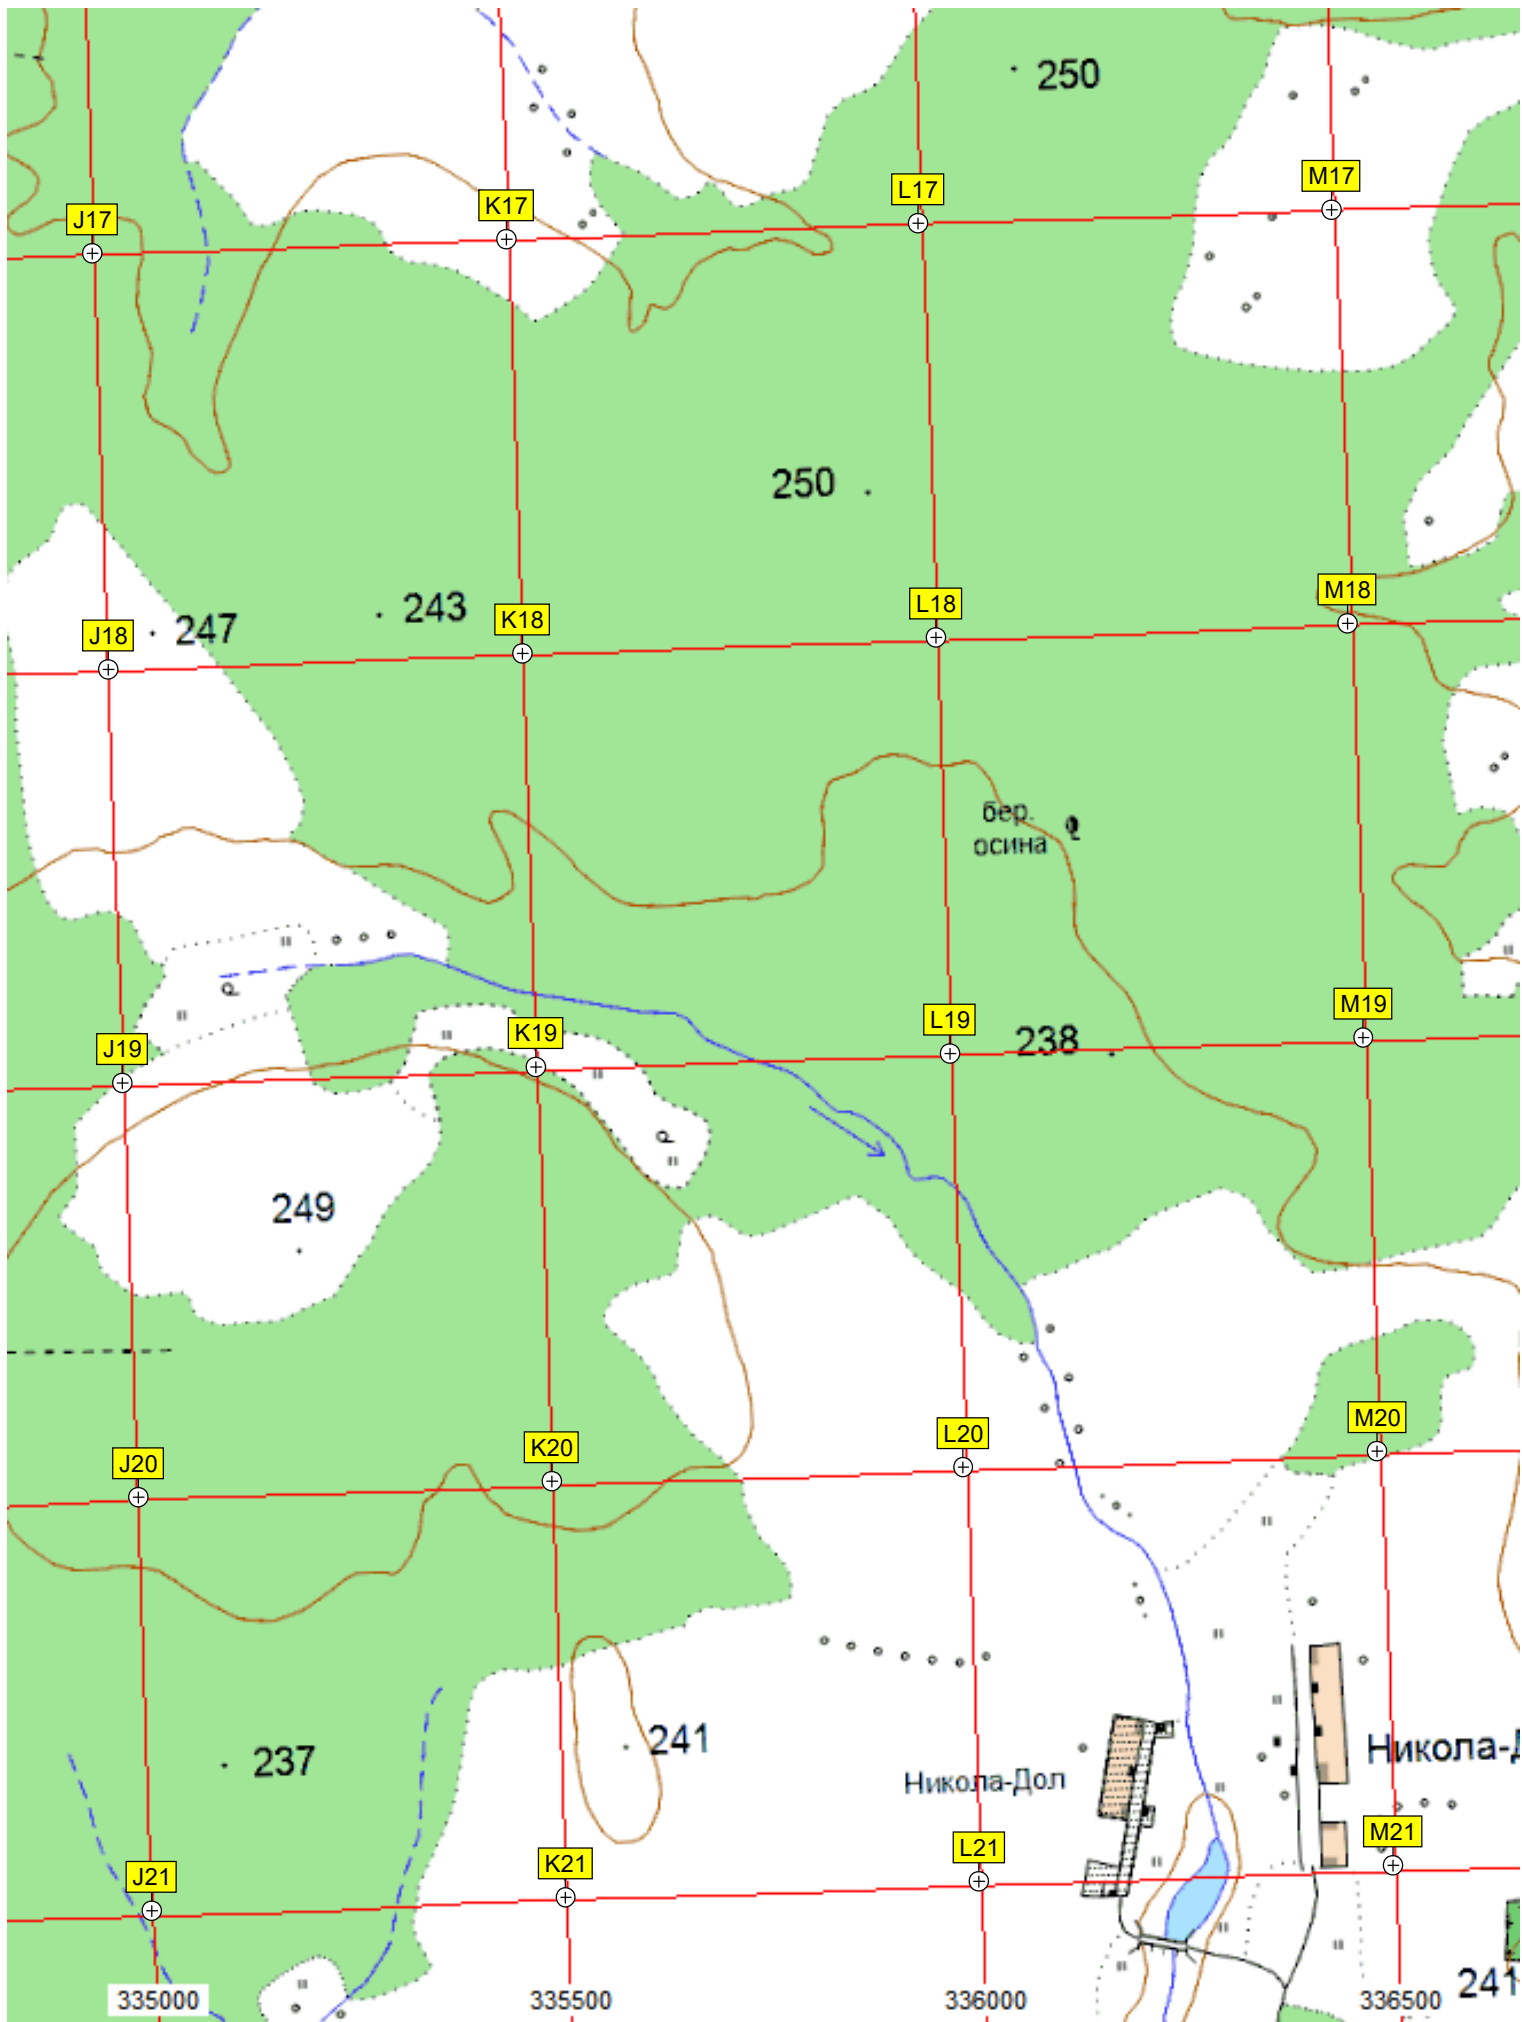 250
M17
L17
K17
J17
250
M18
243
L18
K18
247
J18
бер.
осина
M19
L19
K19
238
J19
249
M20
L20
K20
J20
241
Никола-Д
237
Никола-Дол
M21
L21
K21
J21
241
335000
335500
336000
336500